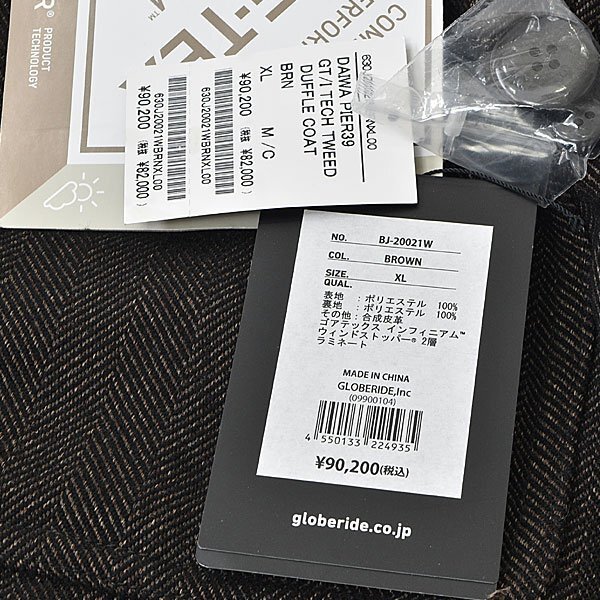 R®
PRODUCT
TECHNOLOGY
630J20021WBRNXL00
DAIWA PIER39
GT/I TECH TWEED
DUFFLE COAT
BRN
XL M/C
¥90,200 (税抜 ¥82,000)
630J20021WBRNXL00
630J20021WBRNXL00
¥90,200 (税抜 ¥82,000)
NO. BJ-20021W
COL. BROWN
SIZE. XL
QUAL.
表地 : ポリエステル 100%
裏地 : ポリエステル 100%
その他 : 合成皮革
ゴアテックス インフィニアム™
ウィンドストッパー® 2層
ラミネート
MADE IN CHINA
GLOBERIDE,Inc
(09900104)
4 550133 224935
¥90,200(税込)
globeride.co.jp